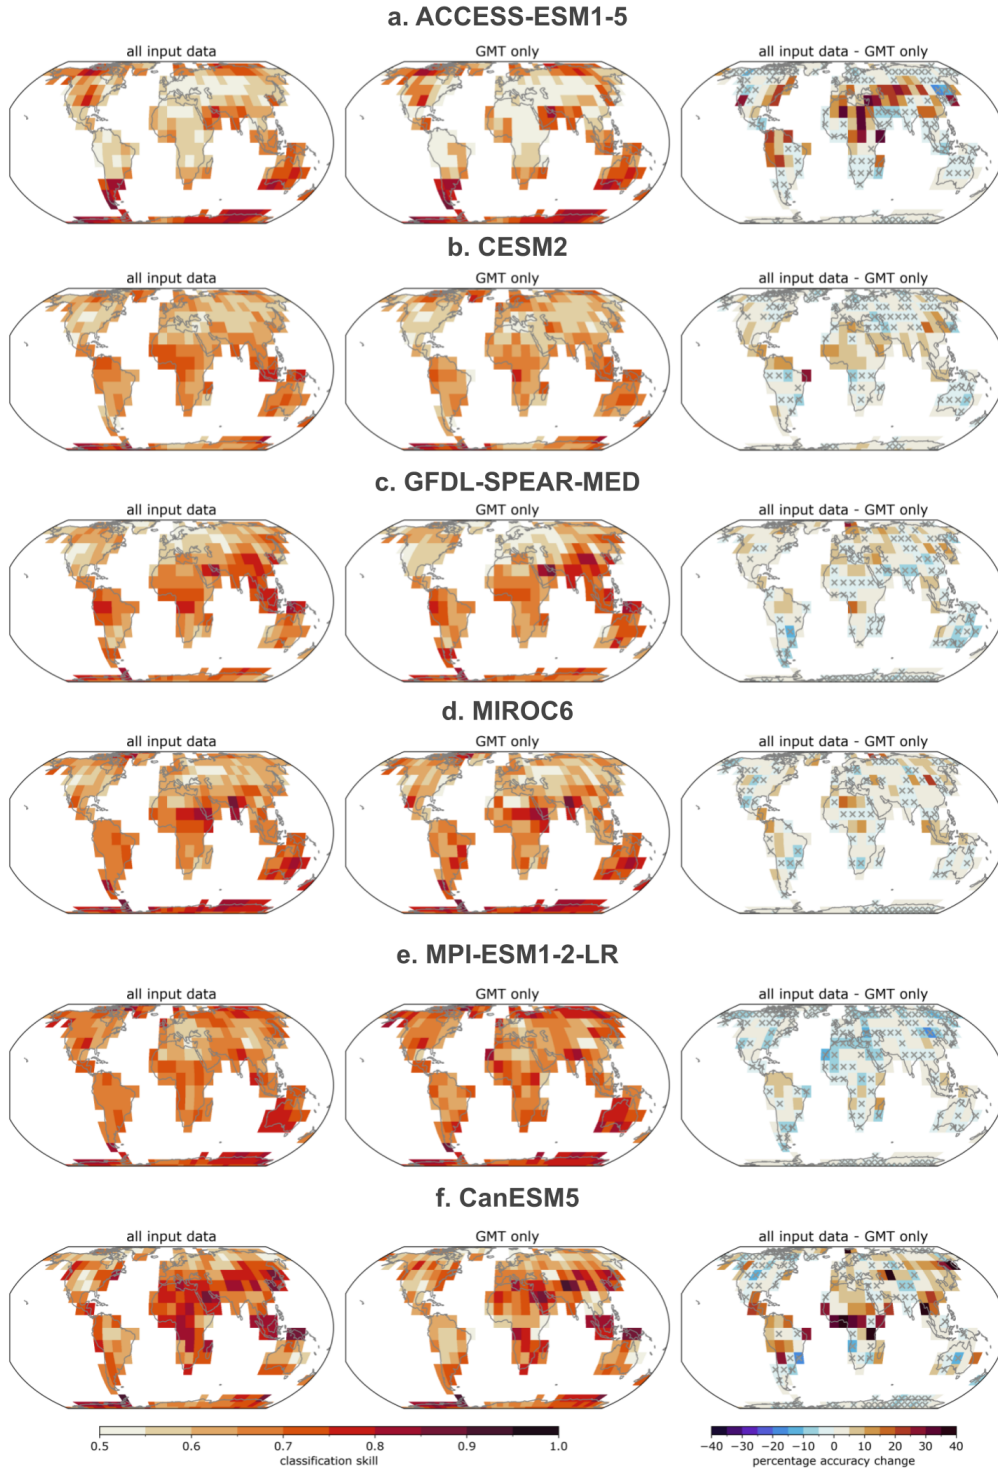 a. ACCESS-ESM1-5
all input data GMT only all input data - GMT only
b. CESM2
all input data GMT only all input data - GMT only
c. GFDL-SPEAR-MED
all input data GMT only all input data - GMT only
d. MIROC6
all input data GMT only all input data - GMT only
e. MPI-ESM1-2-LR
all input data GMT only all input data - GMT only
f. CanESM5
all input data GMT only all input data - GMT only
0.5 0.6 0.7 0.8 0.9 1.0 −40 −30 −20 −10 0 10 20 30 40
classification skill percentage accuracy change